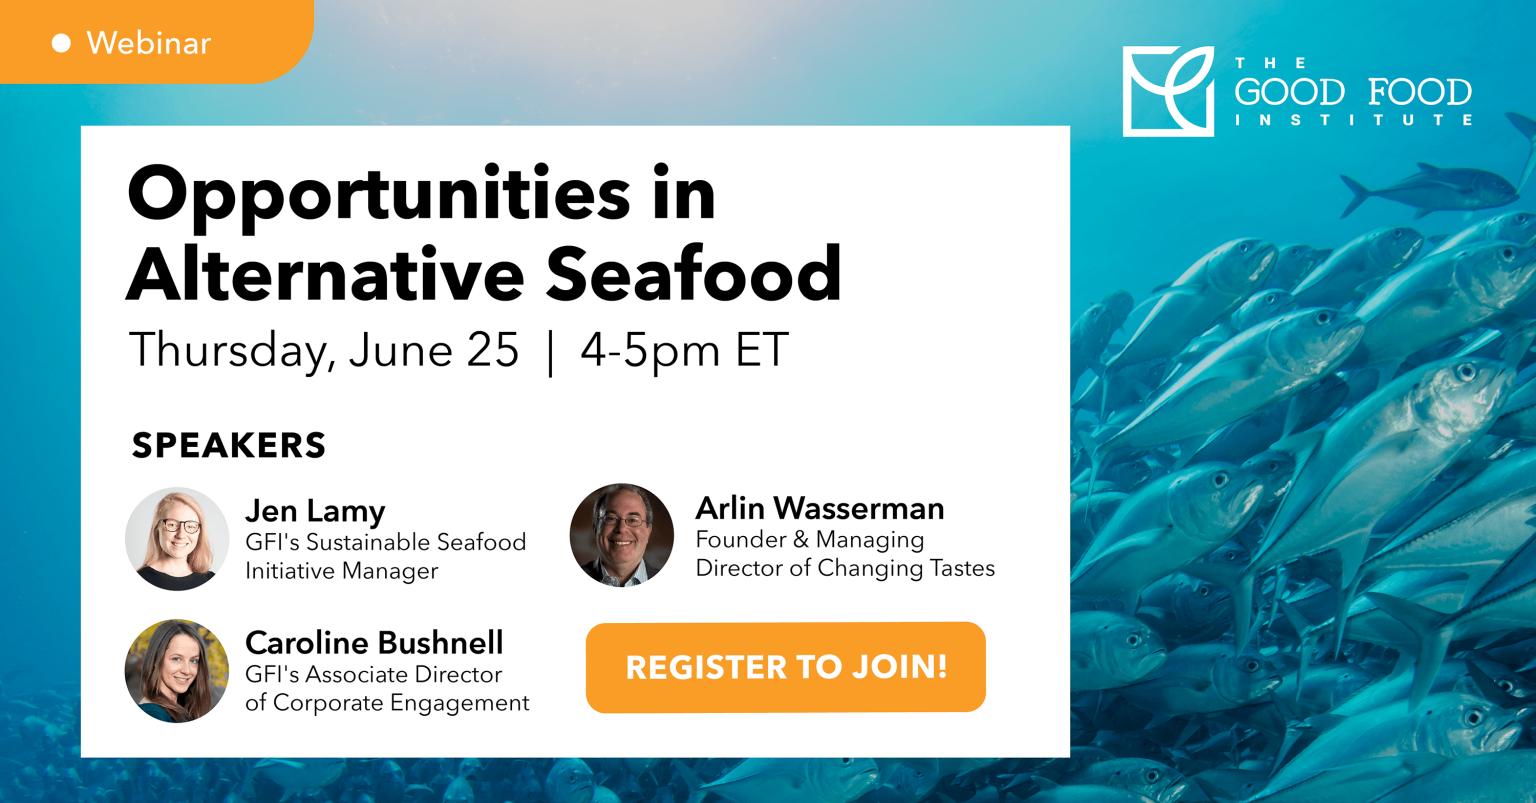 Webinar
THE
GOOD FOOD
INSTITUTE
Opportunities in
Alternative Seafood
Thursday, June 25 | 4-5pm ET
SPEAKERS
Jen Lamy
GFI's Sustainable Seafood
Initiative Manager
Arlin Wasserman
Founder & Managing
Director of Changing Tastes
Caroline Bushnell
GFI's Associate Director
of Corporate Engagement
REGISTER TO JOIN!